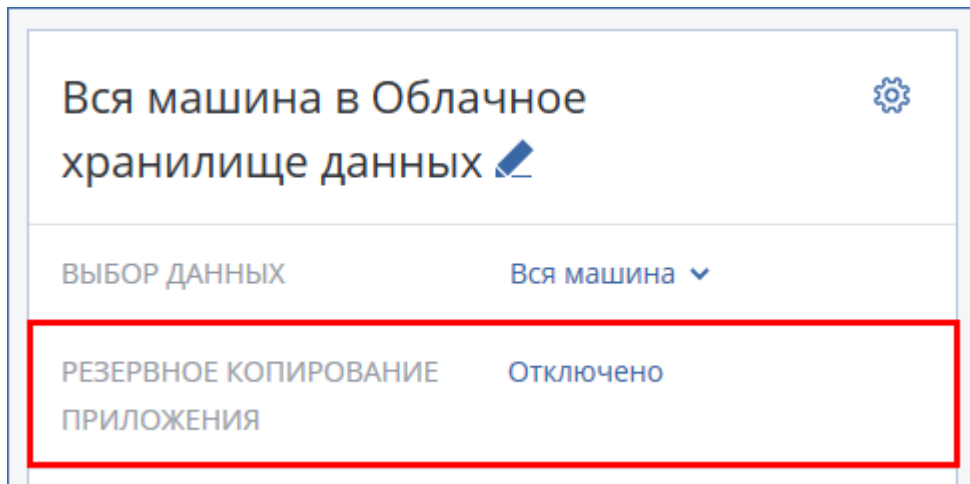 Вся машина в Облачное
хранилище данных
ВЫБОР ДАННЫХ Вся машина
РЕЗЕРВНОЕ КОПИРОВАНИЕ Отключено
ПРИЛОЖЕНИЯ